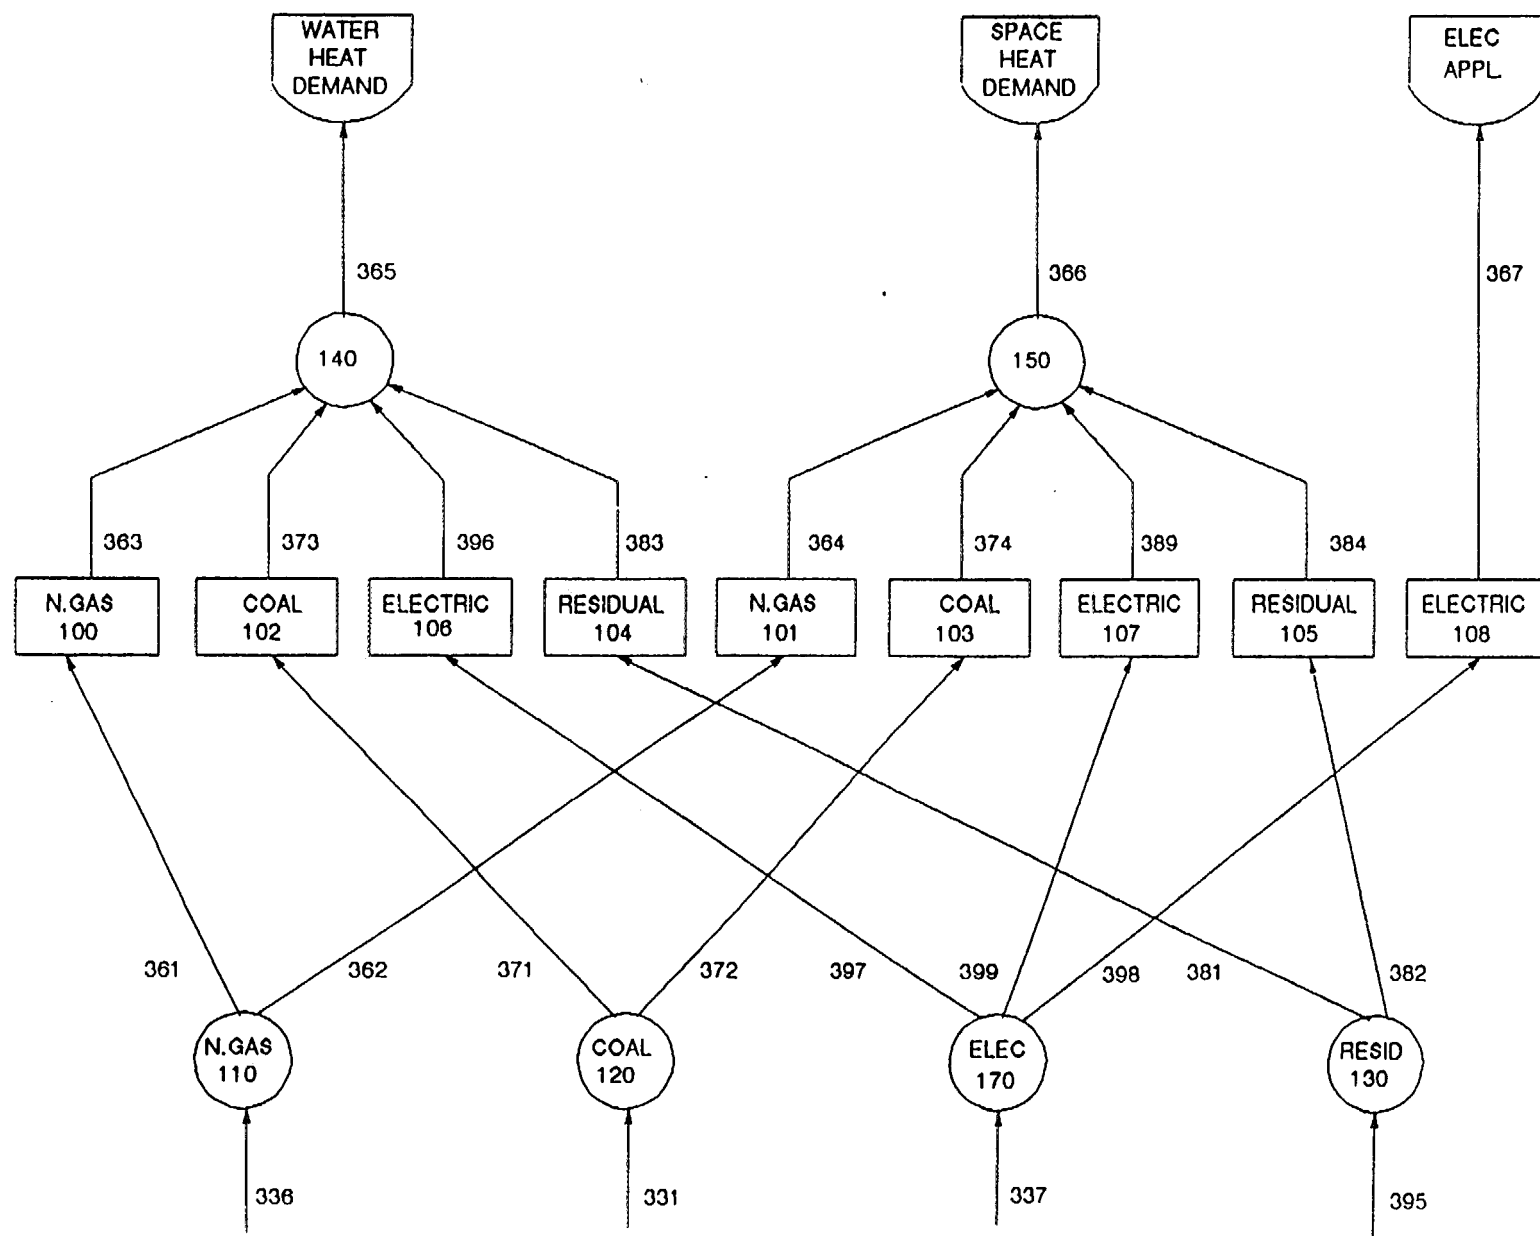 WATER
HEAT
DEMAND
SPACE
HEAT
DEMAND
ELEC
APPL.
365
366
367
140
150
363
373
396
383
364
374
389
384
N.GAS
100
COAL
102
ELECTRIC
106
RESIDUAL
104
N.GAS
101
COAL
103
ELECTRIC
107
RESIDUAL
105
ELECTRIC
108
361
362
371
372
397
399
398
381
382
N.GAS
110
COAL
120
ELEC
170
RESID
130
336
331
337
395